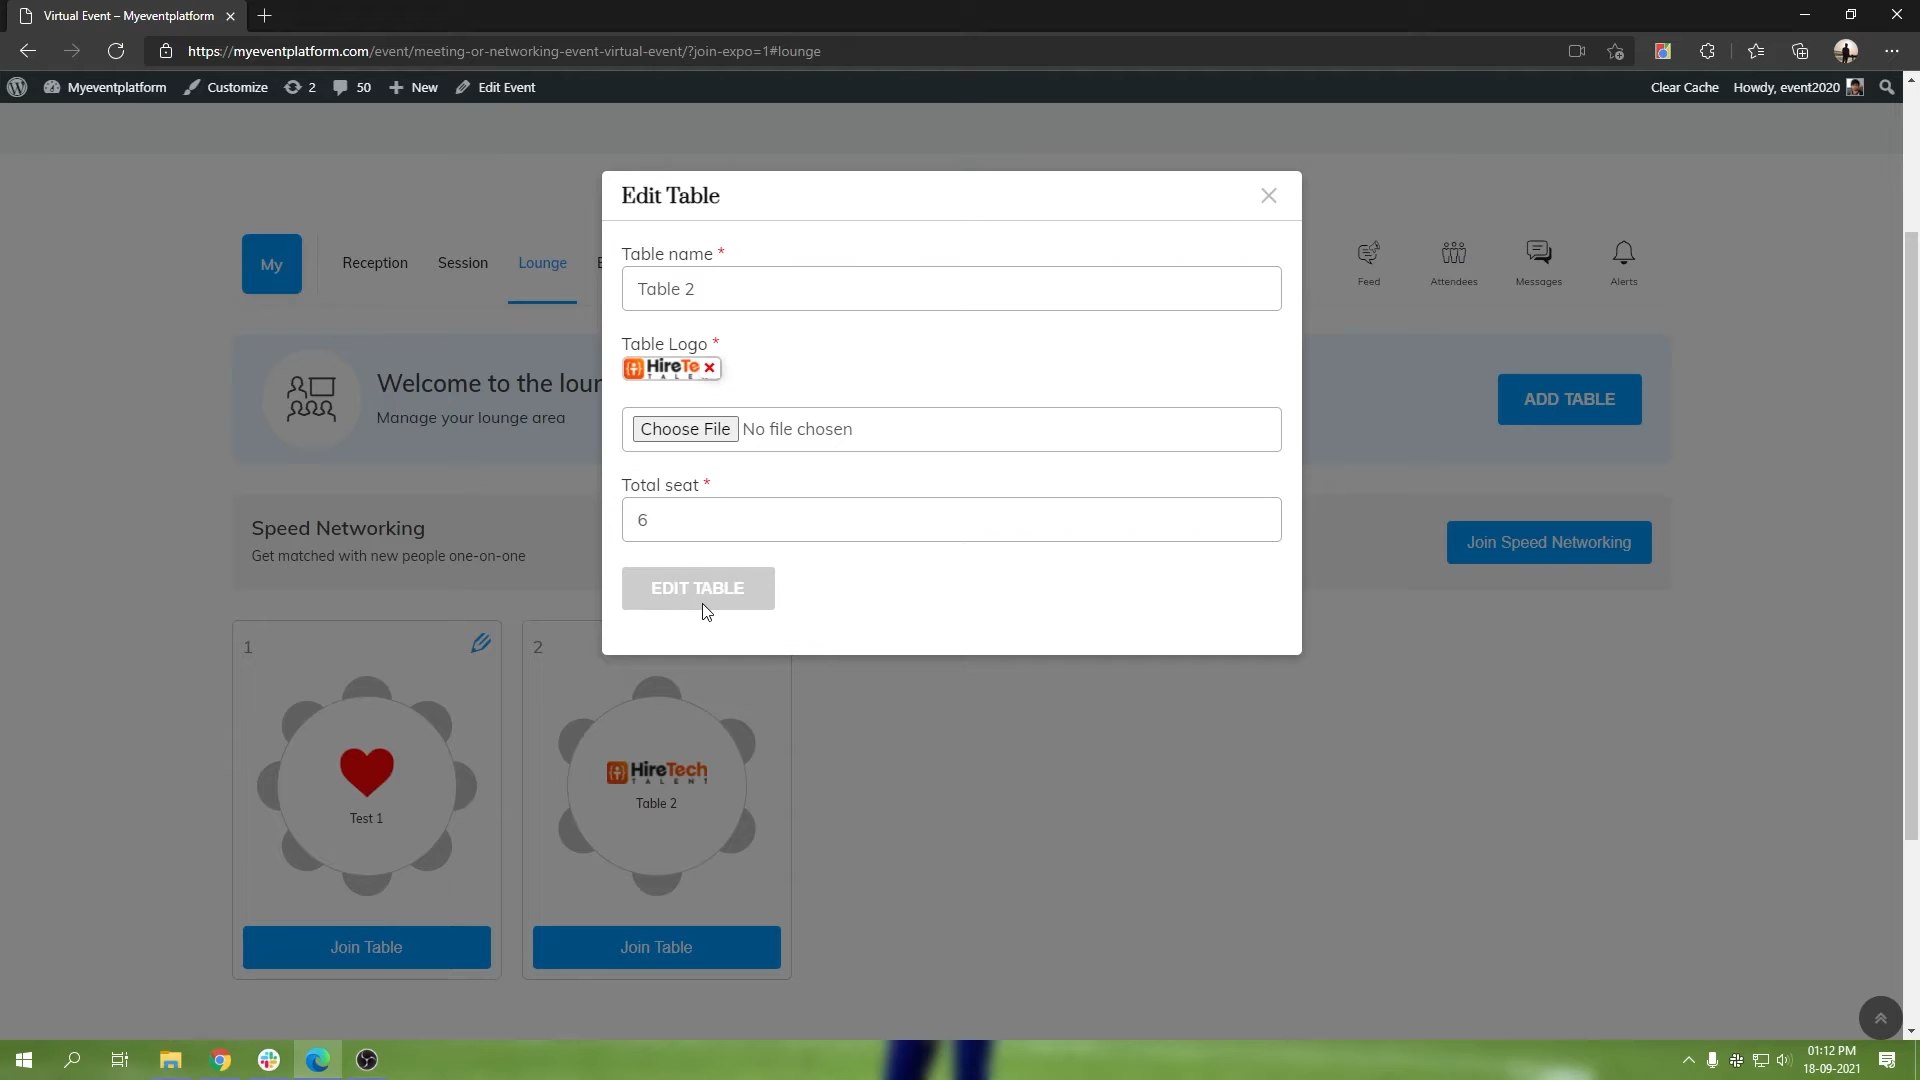 Virtual Event – Myeventplatform
https://myeventplatform.com/event/meeting-or-networking-event-virtual-event/?join-expo=1#lounge
Myeventplatform
Customize
2
50
New
Edit Event
Clear Cache
Howdy, event2020
Edit Table
Table name *
Table 2
Table Logo *
HireTe
TALE
Choose File No file chosen
Total seat *
6
EDIT TABLE
My
Reception
Session
Lounge
Feed
Attendees
Messages
Alerts
Welcome to the lou
Manage your lounge area
ADD TABLE
Speed Networking
Get matched with new people one-on-one
Join Speed Networking
1
Test 1
Join Table
2
HireTech
TALENT
Table 2
Join Table
01:12 PM
18-09-2021